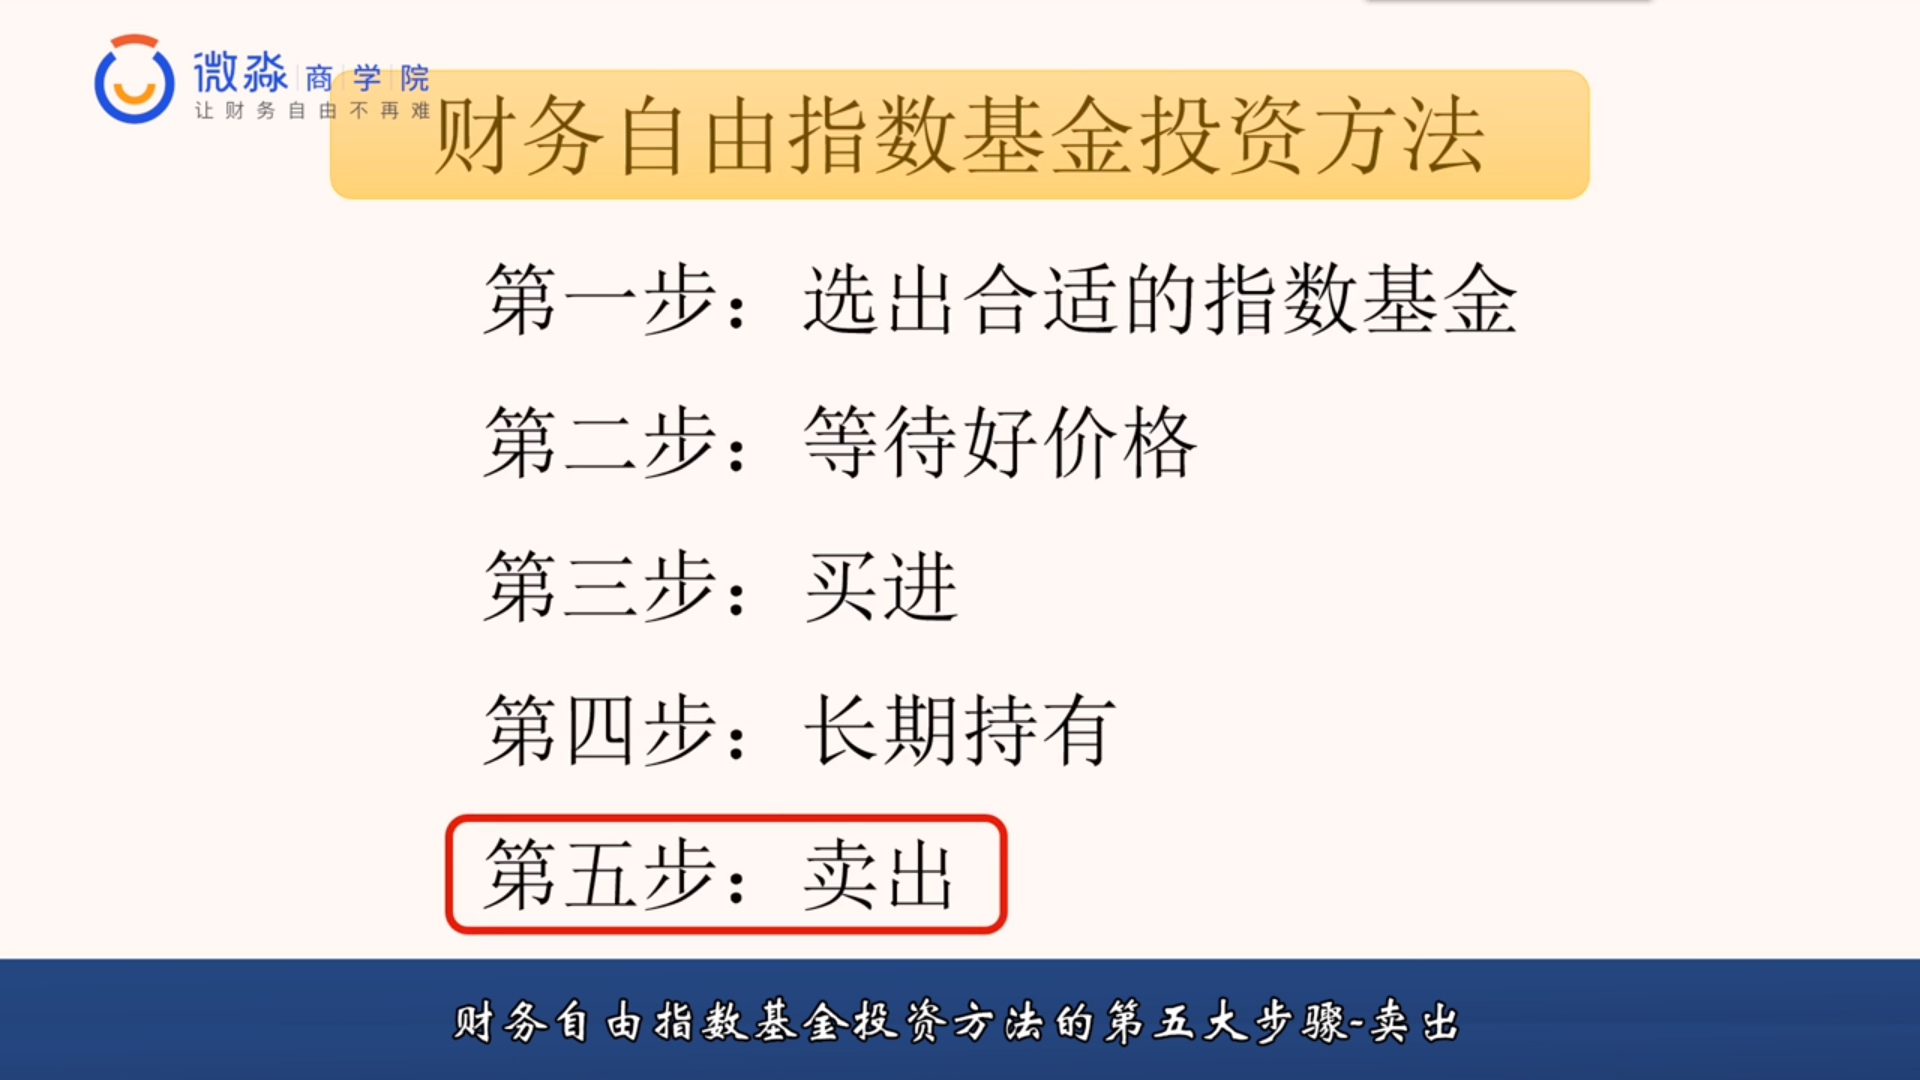 微淼商学院
让财务自由不再难
财务自由指数基金投资方法
第一步：选出合适的指数基金
第二步：等待好价格
第三步：买进
第四步：长期持有
第五步：卖出
财务自由指数基金投资方法的第五大步骤-卖出